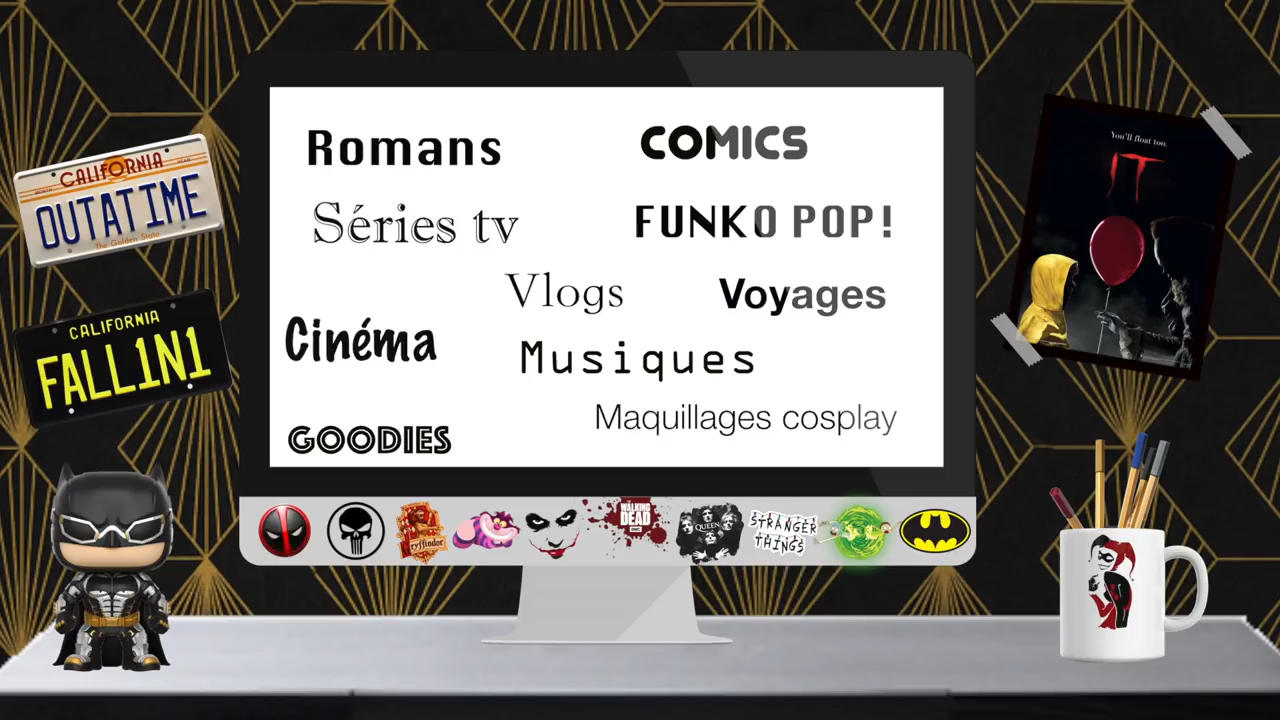 CALIFORNIA
OUTATIME
The Golden State
CALIFORNIA
FALL1N1
Romans
COMICS
Séries tv
FUNKO POP!
Vlogs
Voyages
Cinéma
Musiques
Maquillages cosplay
GOODIES
You'll float too.
IT
Gryffindor
THE
WALKING
DEAD
QUEEN
STRANGER
THINGS